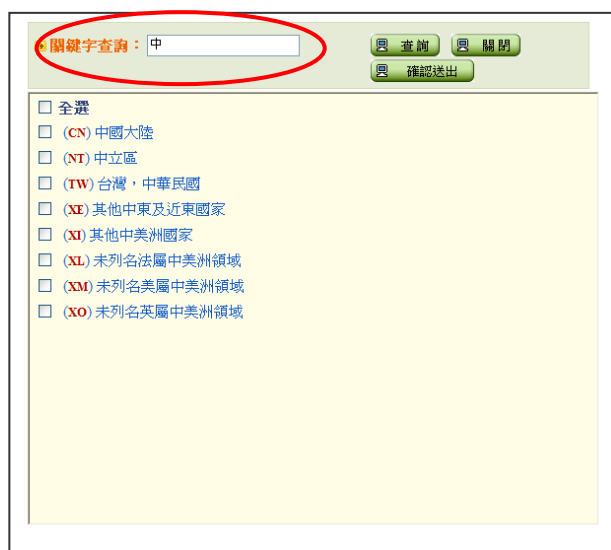 關鍵字查詢：中 查詢 關閉
確認送出
全選
(CN) 中國大陸
(NT) 中立區
(TW) 台灣，中華民國
(XE) 其他中東及近東國家
(XI) 其他中美洲國家
(XL) 未列名法屬中美洲領域
(XM) 未列名美屬中美洲領域
(XO) 未列名英屬中美洲領域